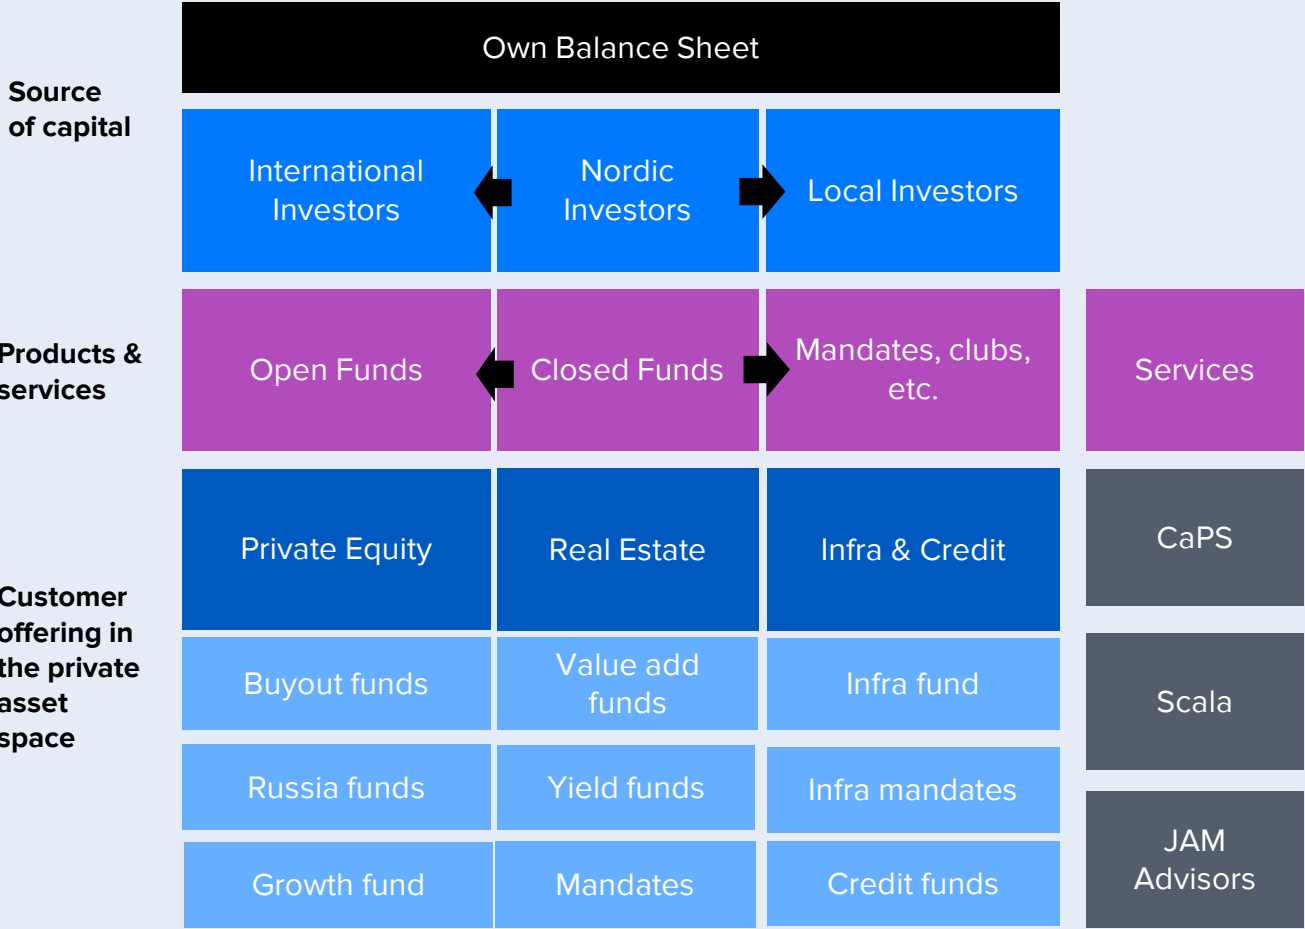 Own Balance Sheet
Source
of capital
International
Investors
Nordic
Investors
Local Investors
Products &
services
Open Funds
Closed Funds
Mandates, clubs,
etc.
Services
Customer
offering in
the private
asset
space
Private Equity
Real Estate
Infra & Credit
CaPS
Buyout funds
Value add
funds
Infra fund
Scala
Russia funds
Yield funds
Infra mandates
Growth fund
Mandates
Credit funds
JAM
Advisors